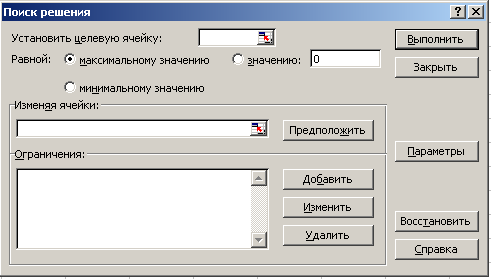 Поиск решения
Установить целевую ячейку:
Выполнить
Равной: максимальному значению значению: 0
Закрыть
минимальному значению
Изменяя ячейки:
Предположить
Ограничения:
Параметры
Добавить
Изменить
Восстановить
Удалить
Справка